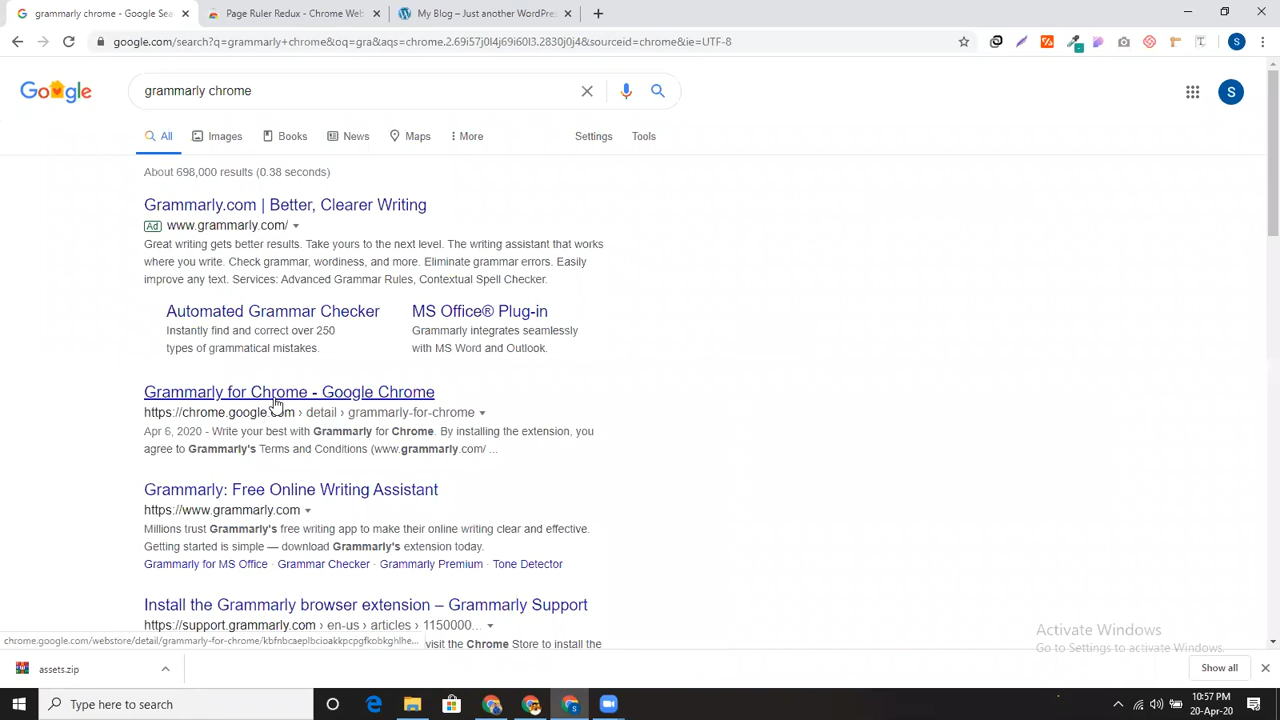 grammarly chrome - Google Sea
Page Ruler Redux - Chrome Web
My Blog – Just another WordPres
google.com/search?q=grammarly+chrome&oq=gra&aqs=chrome.2.69i57j0l4j69i60l3.2830j0j4&sourceid=chrome&ie=UTF-8
S
Google
grammarly chrome
S
All
Images
Books
News
Maps
More
Settings
Tools
About 698,000 results (0.38 seconds)
Grammarly.com | Better, Clearer Writing
Ad www.grammarly.com/
Great writing gets better results. Take yours to the next level. The writing assistant that works
where you write. Check grammar, wordiness, and more. Eliminate grammar errors. Easily
improve any text. Services: Advanced Grammar Rules, Contextual Spell Checker.
Automated Grammar Checker
Instantly find and correct over 250
types of grammatical mistakes.
MS Office® Plug-in
Grammarly integrates seamlessly
with MS Word and Outlook.
Grammarly for Chrome - Google Chrome
https://chrome.google.com › detail › grammarly-for-chrome
Apr 6, 2020 - Write your best with Grammarly for Chrome. By installing the extension, you
agree to Grammarly's Terms and Conditions (www.grammarly.com/ ...
Grammarly: Free Online Writing Assistant
https://www.grammarly.com
Millions trust Grammarly's free writing app to make their online writing clear and effective.
Getting started is simple — download Grammarly's extension today.
Grammarly for MS Office · Grammar Checker · Grammarly Premium · Tone Detector
Install the Grammarly browser extension – Grammarly Support
https://support.grammarly.com › en-us › articles › 1150000...
visit the Chrome Store to install the
chrome.google.com/webstore/detail/grammarly-for-chrome/kbfnbcaeplbcioakkpcpgfkobkghlhe...
Activate Windows
Go to Settings to activate Windows.
assets.zip
Show all
Type here to search
10:57 PM
20-Apr-20